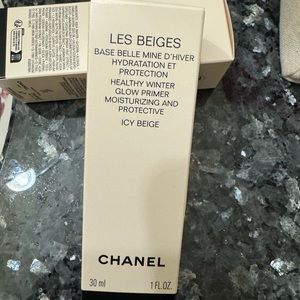 LES BEIGES
BASE BELLE MINE D'HIVER
HYDRATATION ET
PROTECTION
HEALTHY WINTER
GLOW PRIMER
MOISTURIZING AND
PROTECTIVE
ICY BEIGE
CHANEL
30 ml 1 FL.OZ.